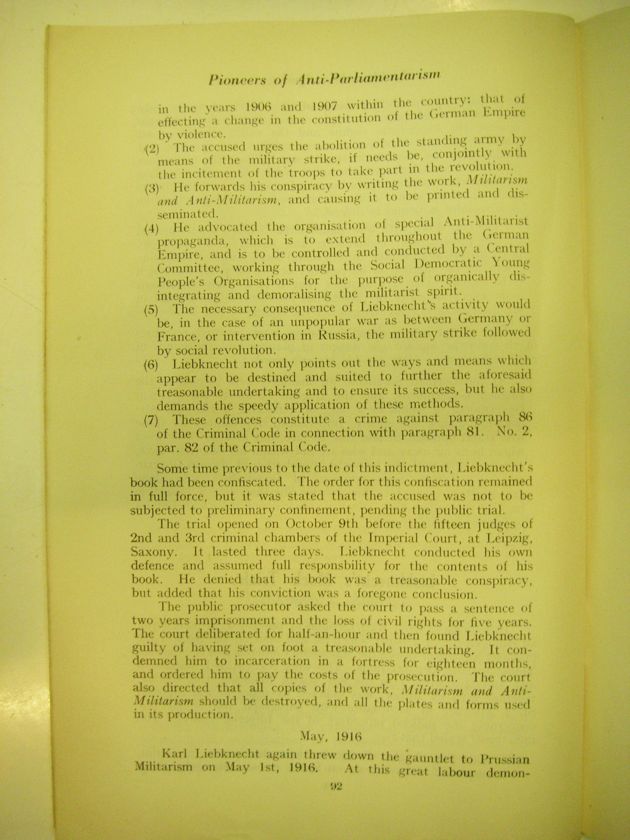 Pioneers of Anti-Parliamentarism
in the years 1906 and 1907 within the country: that of
effecting a change in the constitution of the German Empire
by violence.
(2) The accused urges the abolition of the standing army by
means of the military strike, if needs be, conjointly with
the incitement of the troops to take part in the revolution.
(3) He forwards his conspiracy by writing the work, Militarism
and Anti-Militarism, and causing it to be printed and dis-
seminated.
(4) He advocated the organisation of special Anti-Militarist
propaganda, which is to extend throughout the German
Empire, and is to be controlled and conducted by a Central
Committee, working through the Social Democratic Young
People's Organisations for the purpose of organically dis-
integrating and demoralising the militarist spirit.
(5) The necessary consequence of Liebknecht's activity would
be, in the case of an unpopular war as between Germany or
France, or intervention in Russia, the military strike followed
by social revolution.
(6) Liebknecht not only points out the ways and means which
appear to be destined and suited to further the aforesaid
treasonable undertaking and to ensure its success, but he also
demands the speedy application of these methods.
(7) These offences constitute a crime against paragraph 86
of the Criminal Code in connection with paragraph 81. No. 2,
par. 82 of the Criminal Code.
Some time previous to the date of this indictment, Liebknecht's
book had been confiscated. The order for this confiscation remained
in full force, but it was stated that the accused was not to be
subjected to preliminary confinement, pending the public trial.
The trial opened on October 9th before the fifteen judges of
2nd and 3rd criminal chambers of the Imperial Court, at Leipzig,
Saxony. It lasted three days. Liebknecht conducted his own
defence and assumed full responsbility for the contents of his
book. He denied that his book was a treasonable conspiracy,
but added that his conviction was a foregone conclusion.
The public prosecutor asked the court to pass a sentence of
two years imprisonment and the loss of civil rights for five years.
The court deliberated for half-an-hour and then found Liebknecht
guilty of having set on foot a treasonable undertaking. It con-
demned him to incarceration in a fortress for eighteen months,
and ordered him to pay the costs of the prosecution. The court
also directed that all copies of the work, Militarism and Anti-
Militarism should be destroyed, and all the plates and forms used
in its production.
May, 1916
Karl Liebknecht again threw down the gauntlet to Prussian
Militarism on May 1st, 1916. At this great labour demon-
92